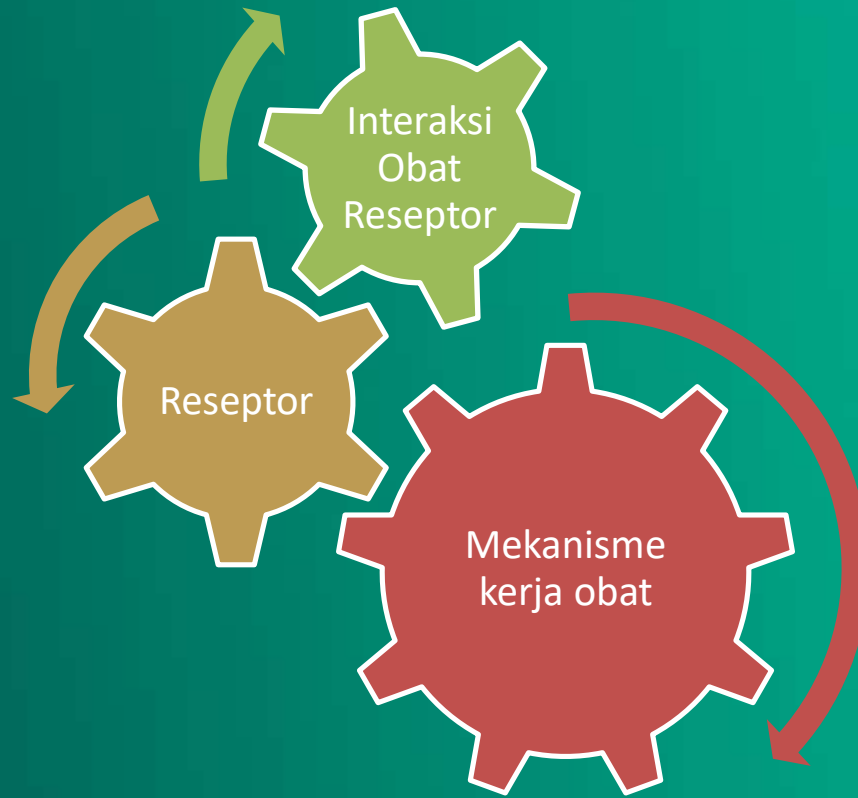 Interaksi
Obat
Reseptor
Reseptor
Mekanisme
kerja obat